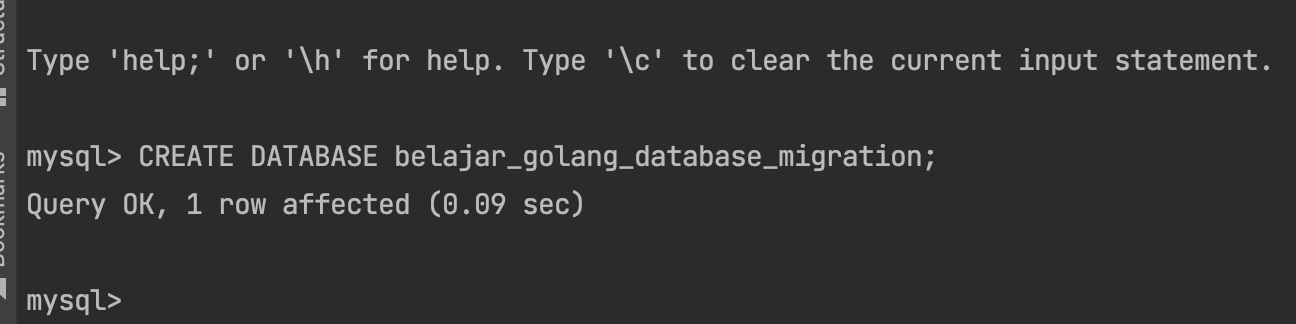 Type 'help;' or '\h' for help. Type '\c' to clear the current input statement.
mysql> CREATE DATABASE belajar_golang_database_migration;
Query OK, 1 row affected (0.09 sec)
mysql>
Bookmarks